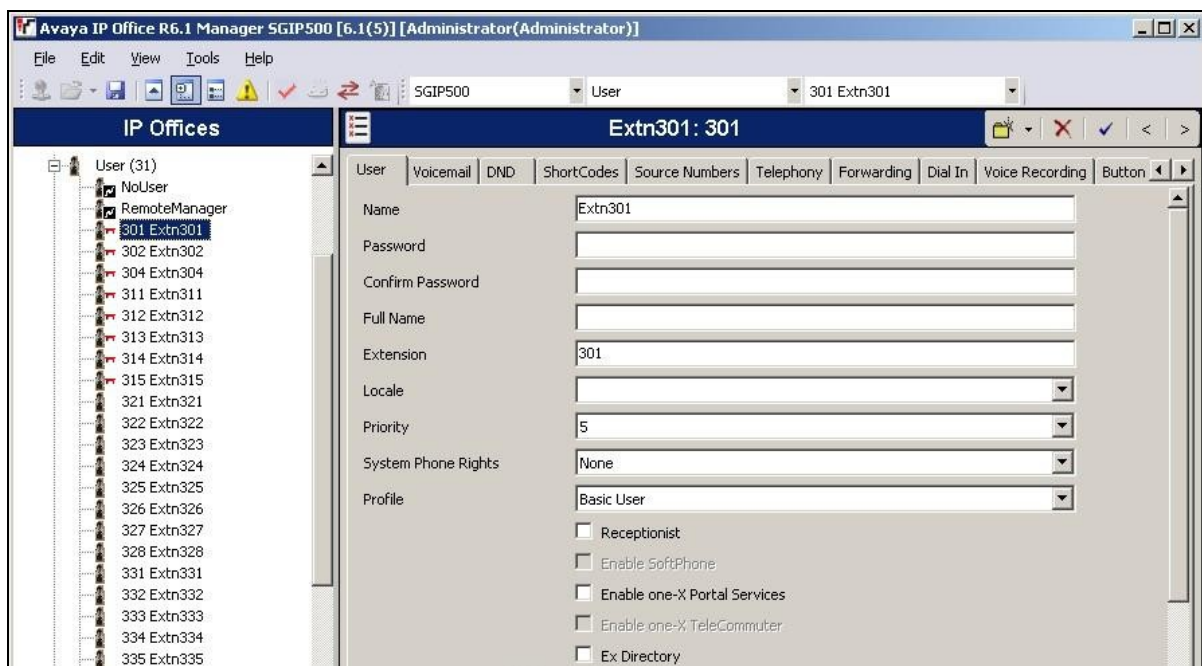 Avaya IP Office R6.1 Manager SGIP500 [6.1(5)] [Administrator(Administrator)]
File Edit View Tools Help
SGIP500 User 301 Extn301
IP Offices
User (31)
NoUser
RemoteManager
301 Extn301
302 Extn302
304 Extn304
311 Extn311
312 Extn312
313 Extn313
314 Extn314
315 Extn315
321 Extn321
322 Extn322
323 Extn323
324 Extn324
325 Extn325
326 Extn326
327 Extn327
328 Extn328
331 Extn331
332 Extn332
333 Extn333
334 Extn334
335 Extn335
Extn301: 301
User Voicemail DND ShortCodes Source Numbers Telephony Forwarding Dial In Voice Recording Button
Name Extn301
Password
Confirm Password
Full Name
Extension 301
Locale
Priority 5
System Phone Rights None
Profile Basic User
Receptionist
Enable SoftPhone
Enable one-X Portal Services
Enable one-X TeleCommuter
Ex Directory